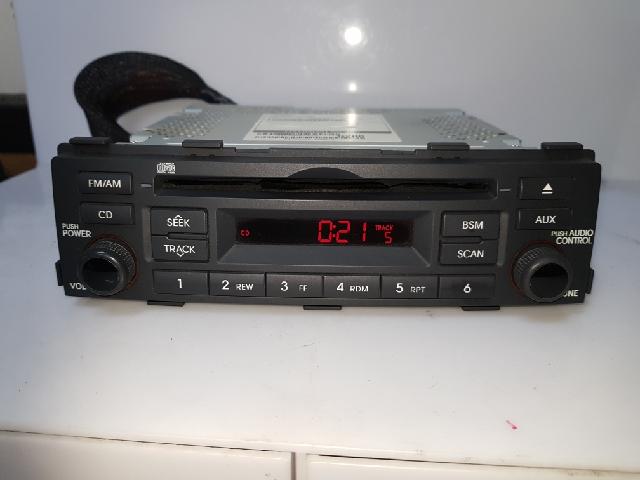 FM/AM
CD
PUSH
POWER
VOL
SEEK
TRACK
CD 0:21 TRACK
5
BSM
SCAN
AUX
PUSH AUDIO
CONTROL
1
2 REW
3 FF
4 RDM
5 RPT
6